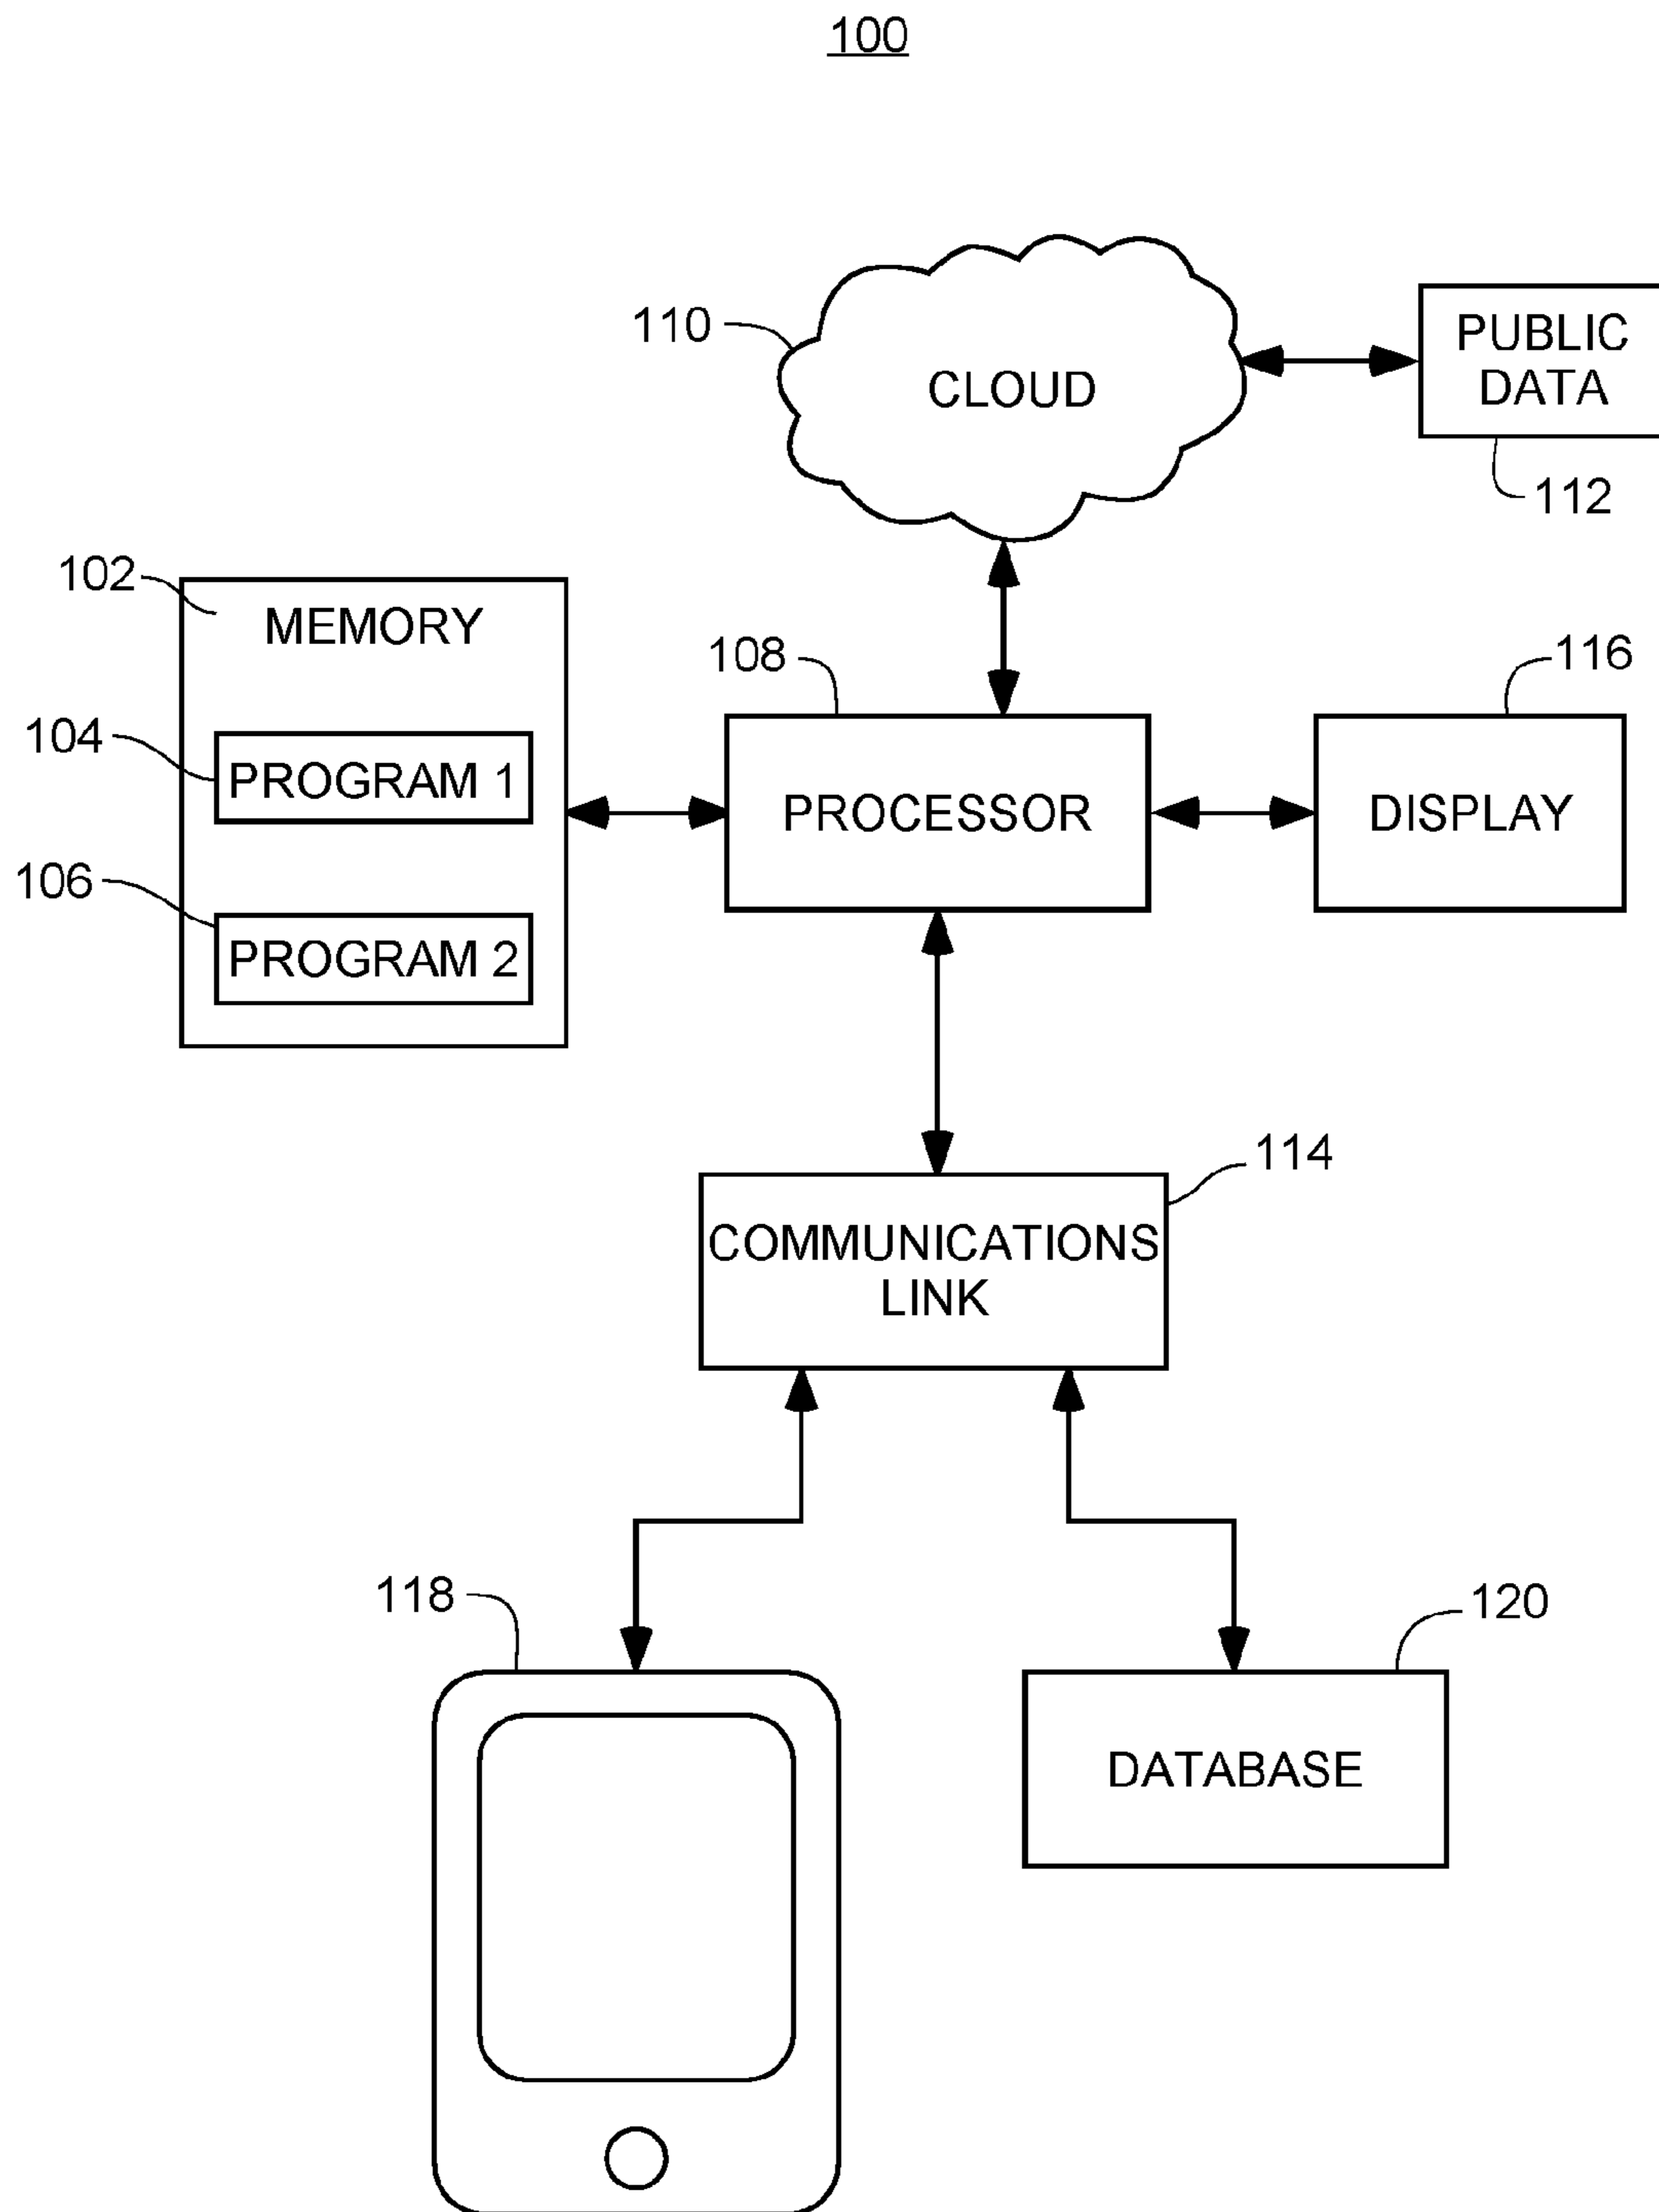 100
110
CLOUD
PUBLIC
DATA
112
102
MEMORY
104
PROGRAM 1
106
PROGRAM 2
108
PROCESSOR
116
DISPLAY
114
COMMUNICATIONS
LINK
118
120
DATABASE